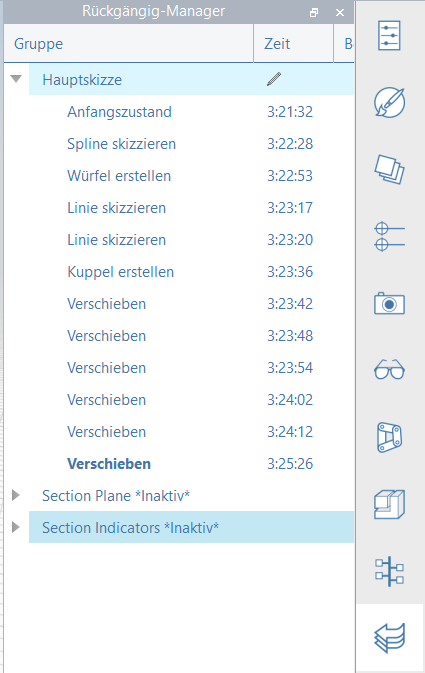 Rückgängig-Manager
Gruppe Zeit
Hauptskizze
Anfangszustand 3:21:32
Spline skizzieren 3:22:28
Würfel erstellen 3:22:53
Linie skizzieren 3:23:17
Linie skizzieren 3:23:20
Kuppel erstellen 3:23:36
Verschieben 3:23:42
Verschieben 3:23:48
Verschieben 3:23:54
Verschieben 3:24:02
Verschieben 3:24:12
Verschieben 3:25:26
Section Plane *Inaktiv*
Section Indicators *Inaktiv*